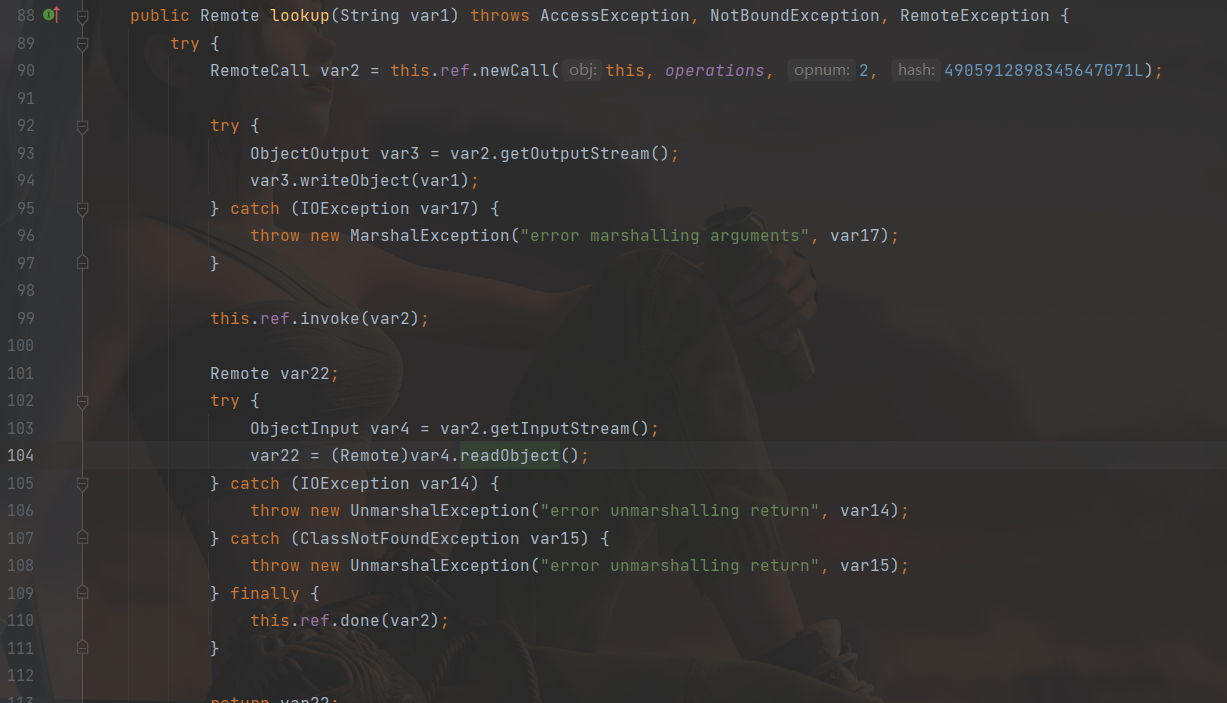 88 public Remote lookup(String var1) throws AccessException, NotBoundException, RemoteException {
89 try {
90 RemoteCall var2 = this.ref.newCall( obj: this, operations, opnum: 2, hash: 4905912898345647071L);
91
92 try {
93 ObjectOutput var3 = var2.getOutputStream();
94 var3.writeObject(var1);
95 } catch (IOException var17) {
96 throw new MarshalException("error marshalling arguments", var17);
97 }
98
99 this.ref.invoke(var2);
100
101 Remote var22;
102 try {
103 ObjectInput var4 = var2.getInputStream();
104 var22 = (Remote)var4.readObject();
105 } catch (IOException var14) {
106 throw new UnmarshalException("error unmarshalling return", var14);
107 } catch (ClassNotFoundException var15) {
108 throw new UnmarshalException("error unmarshalling return", var15);
109 } finally {
110 this.ref.done(var2);
111 }
112
113 return var22;